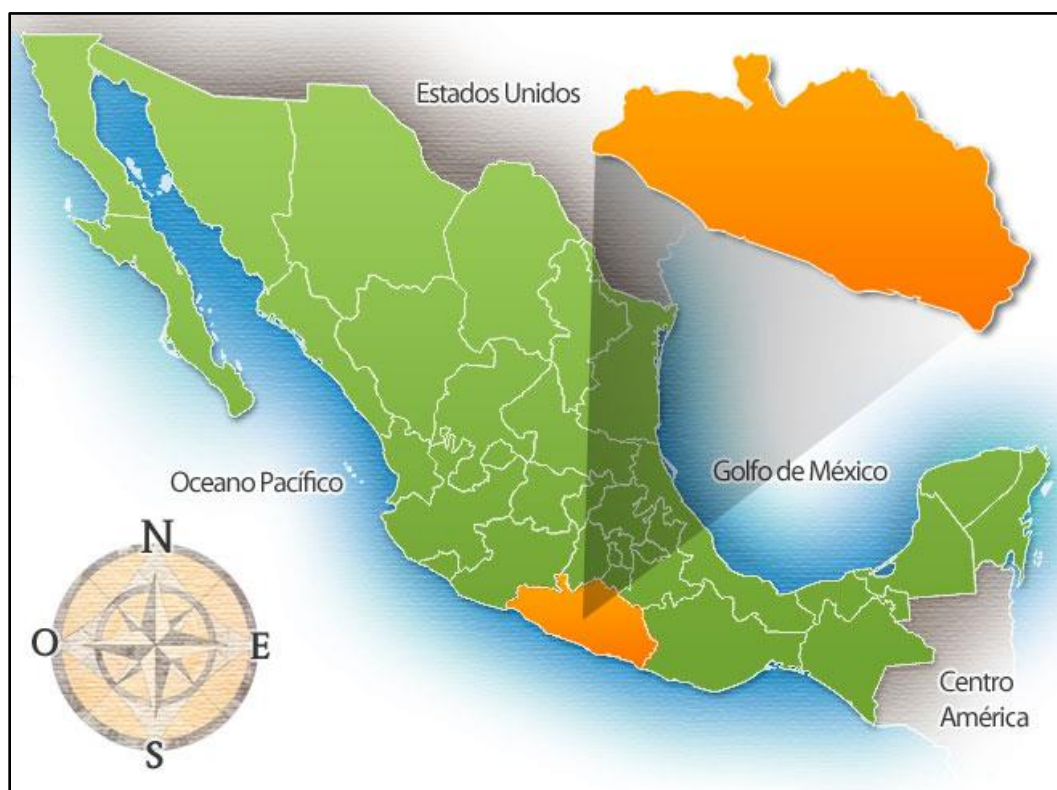 Estados Unidos
Oceano Pacífico
Golfo de México
N
O
E
S
Centro
América